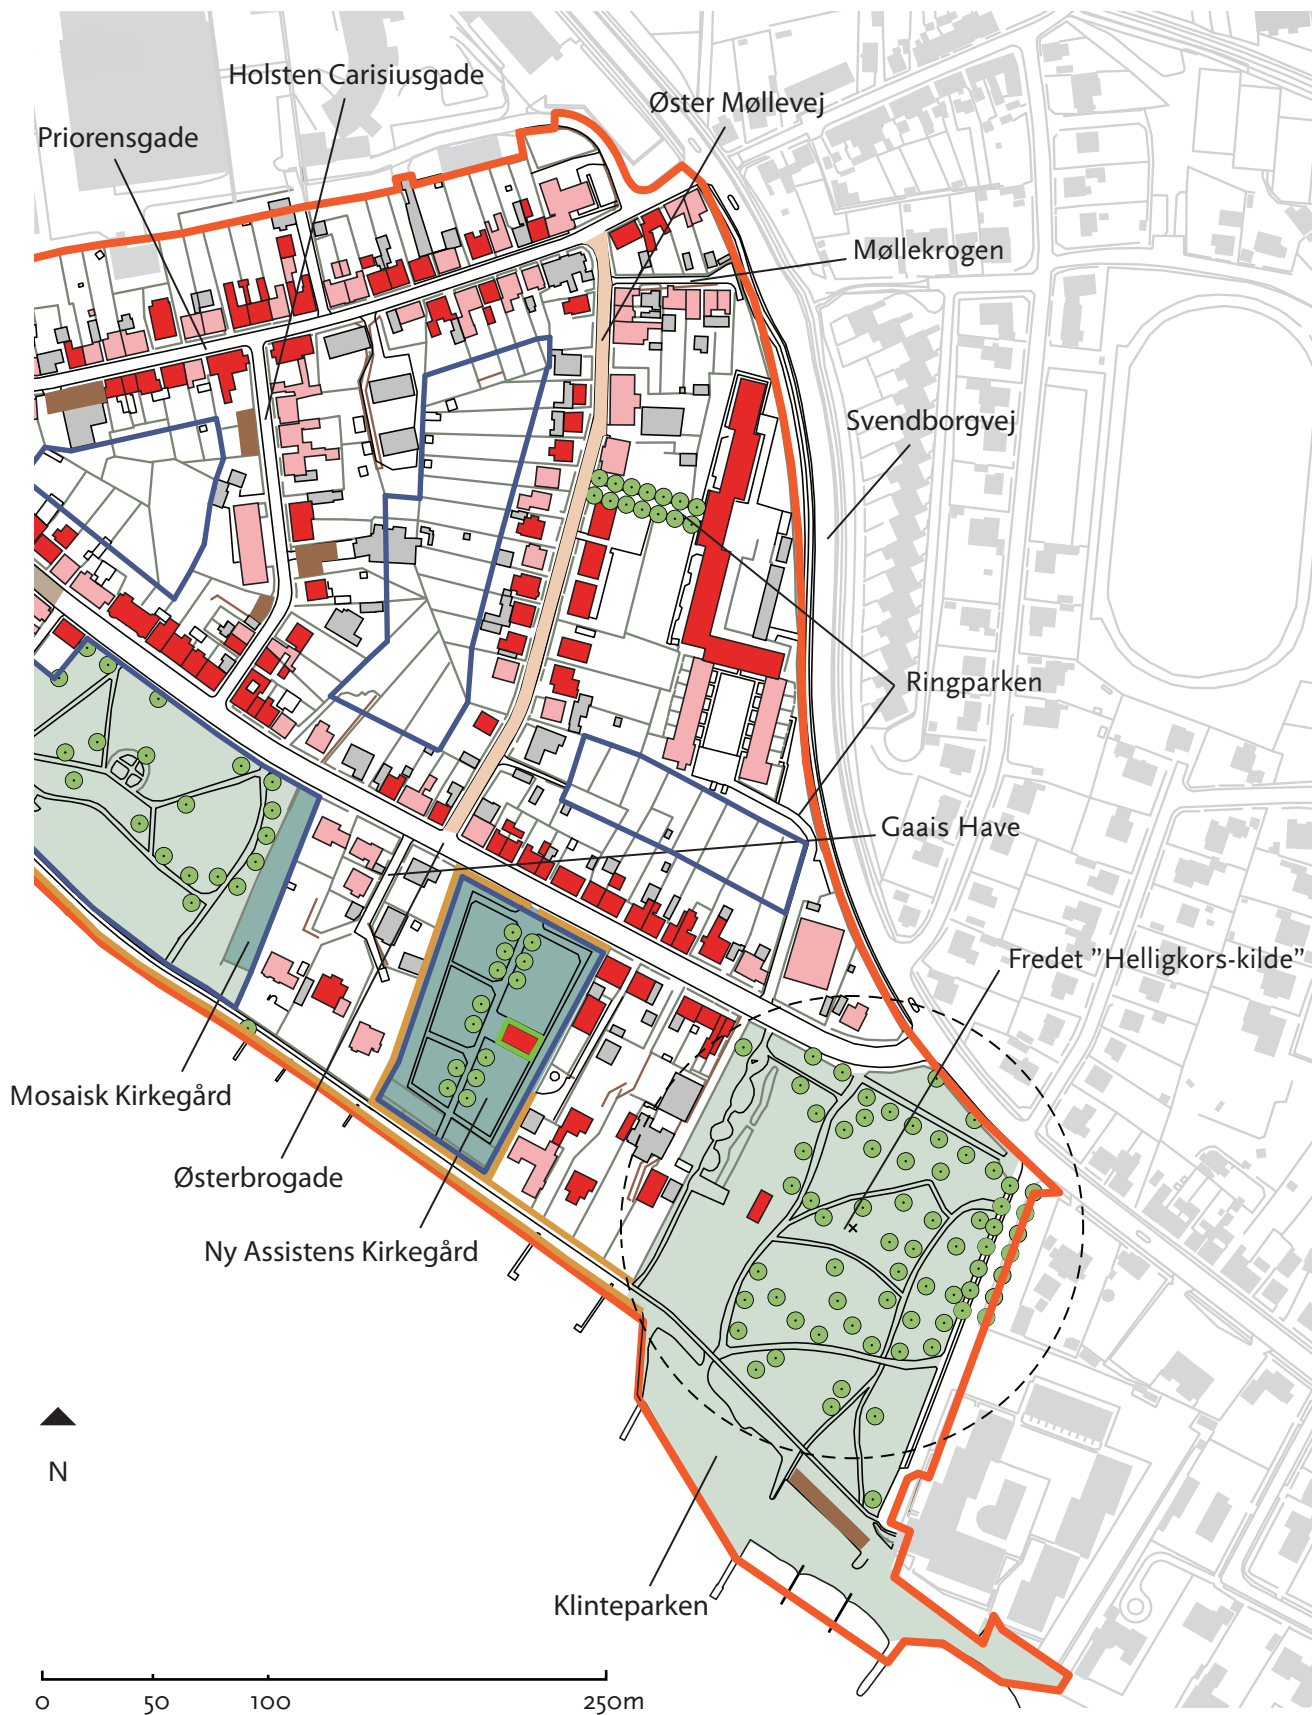 Holsten Carisiusgade
Øster Møllevej
Priorensgade
Møllekrogen
Svendborgvej
Ringparken
Gaais Have
Fredet ”Helligkors-kilde”
Mosaisk Kirkegård
Østerbrogade
Ny Assistens Kirkegård
N
Klinteparken
0 50 100 250m